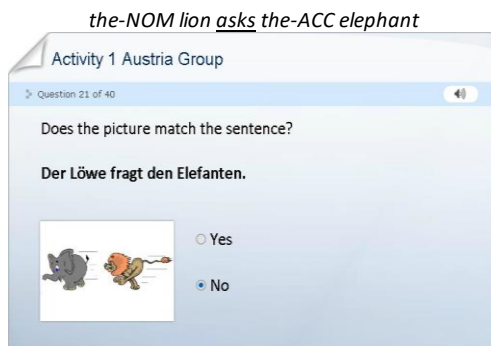 the-NOM lion asks the-ACC elephant
Activity 1 Austria Group
Question 21 of 40
Does the picture match the sentence?
Der Löwe fragt den Elefanten.
Yes
No